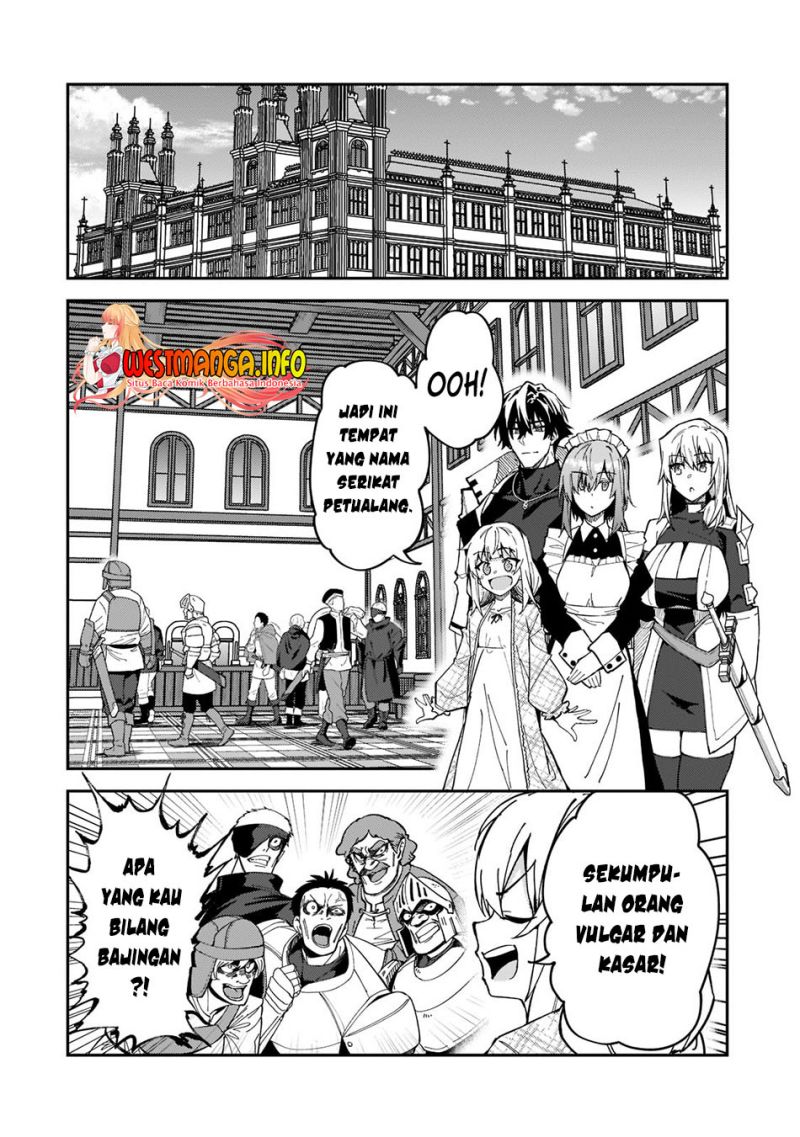 WESTMANGA.INFO
Situs Baca Komik Berbahasa Indonesia
OOH!
JADI INI
TEMPAT
YANG NAMA
SERIKAT
PETUALANG.
SEKUMPU-
LAN ORANG
VULGAR DAN
KASAR!
APA
YANG KAU
BILANG
BAJINGAN
?!